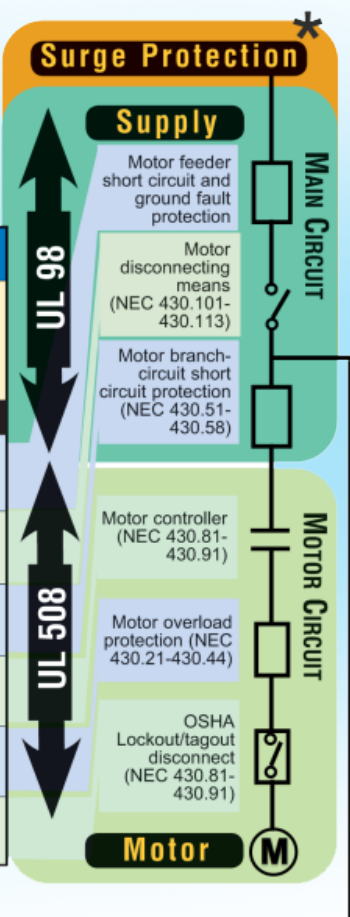 *
Surge Protection
Supply
Motor feeder
short circuit and
ground fault
protection
MAIN CIRCUIT
UL 98
Motor
disconnecting
means
(NEC 430.101-
430.113)
Motor branch-
circuit short
circuit protection
(NEC 430.51-
430.58)
Motor controller
(NEC 430.81-
430.91)
MOTOR CIRCUIT
UL 508
Motor overload
protection (NEC
430.21-430.44)
OSHA
Lockout/tagout
disconnect
(NEC 430.81-
430.91)
Motor
M